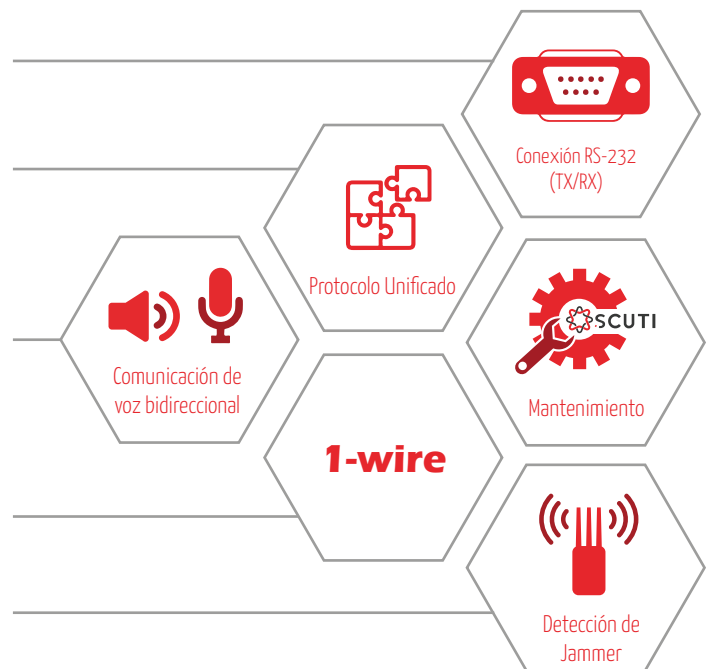 Conexión RS-232
(TX/RX)
Protocolo Unificado
Comunicación de
voz bidireccional
SCUTI
Mantenimiento
1-wire
Detección de
Jammer